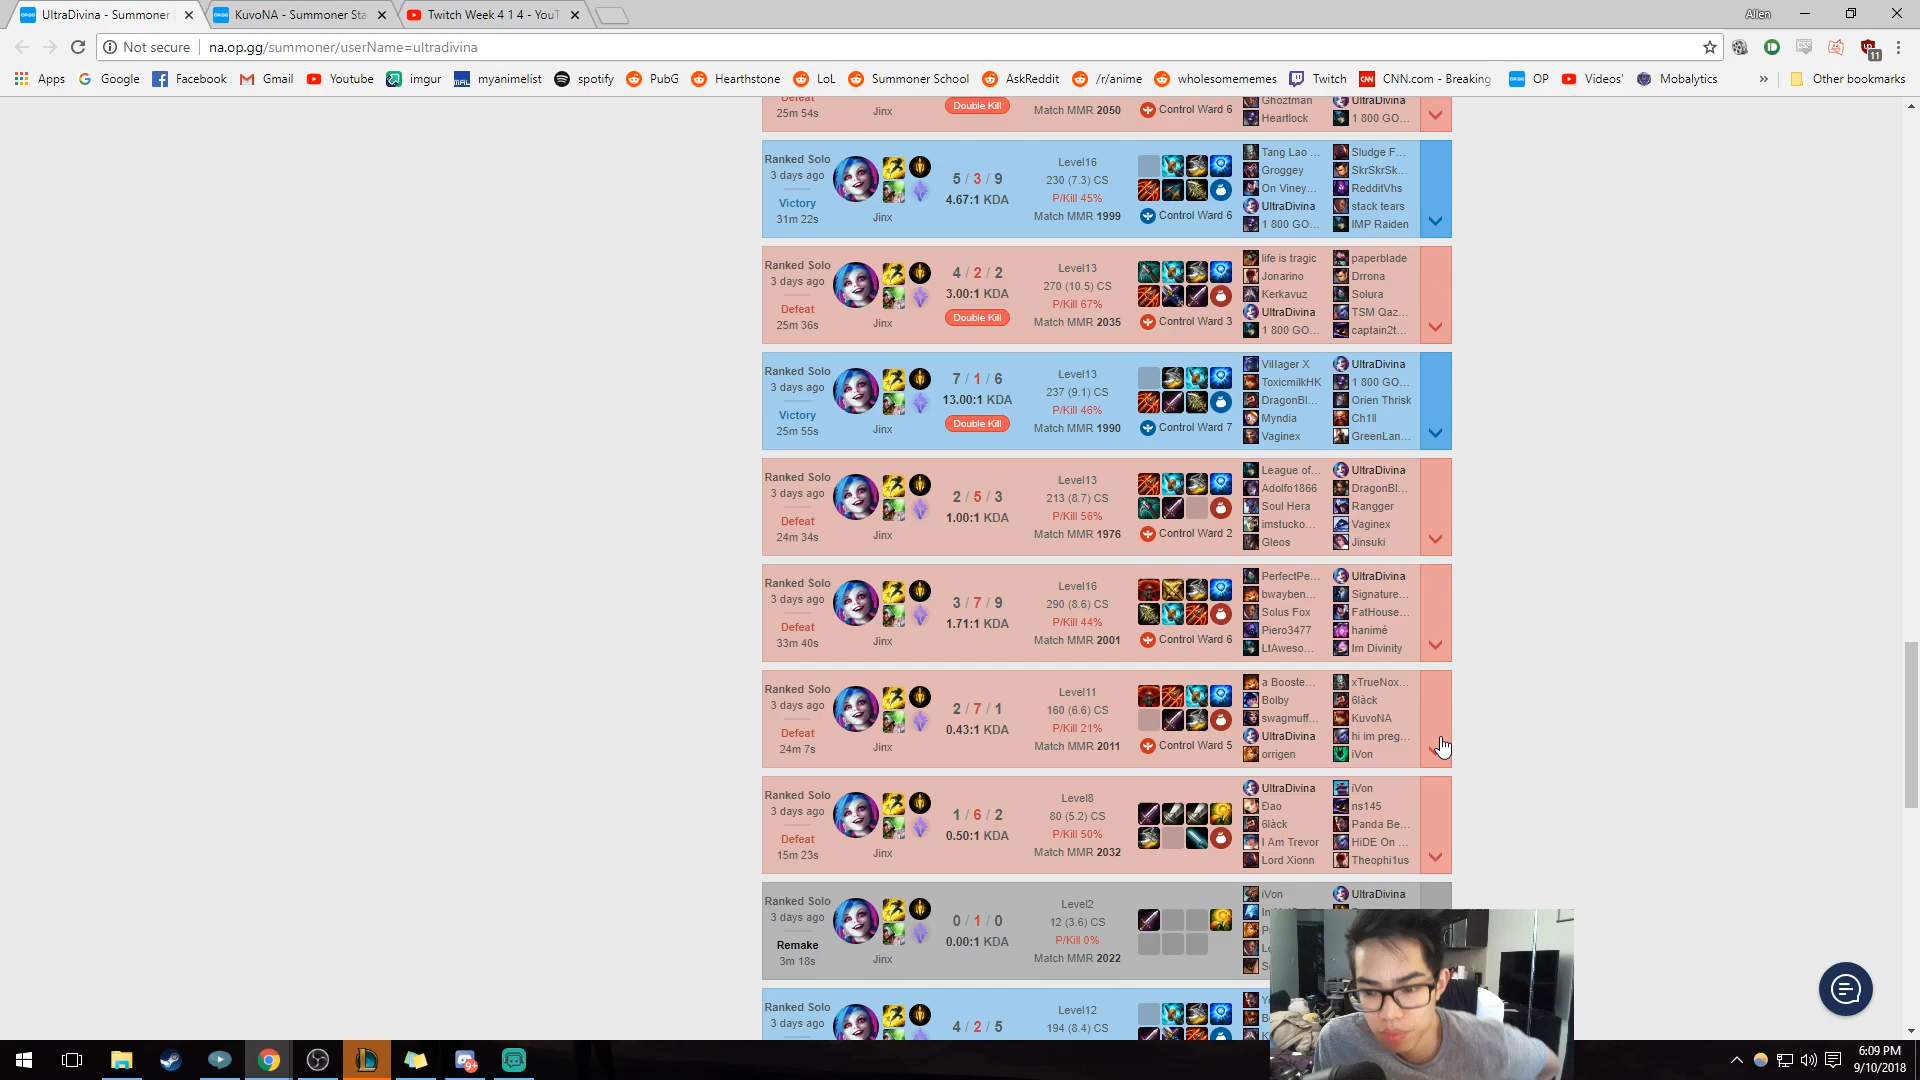 UltraDivina - Summoner
KuvoNA - Summoner Sta
Twitch Week 4 1 4 - YouT
Allen
Not secure
na.op.gg/summoner/userName=ultradivina
11
Apps
Google
Facebook
Gmail
Youtube
imgur
myanimelist
spotify
PubG
Hearthstone
LoL
Summoner School
AskReddit
/r/anime
wholesomememes
Twitch
CNN.com - Breaking
OP
Videos'
Mobalytics
»
Other bookmarks
Defeat
25m 54s
Jinx
Double Kill
Match MMR 2050
Control Ward 6
Ghoztman
Heartlock
UltraDivina
1 800 GO...
Ranked Solo
3 days ago
Victory
31m 22s
Jinx
5 / 3 / 9
4.67:1 KDA
Level16
230 (7.3) CS
P/Kill 45%
Match MMR 1999
Control Ward 6
Tang Lao ...
Groggey
On Viney...
UltraDivina
1 800 GO...
Sludge F...
SkrSkrSk...
RedditVhs
stack tears
IMP Raiden
Ranked Solo
3 days ago
Defeat
25m 36s
Jinx
4 / 2 / 2
3.00:1 KDA
Double Kill
Level13
270 (10.5) CS
P/Kill 67%
Match MMR 2035
Control Ward 3
life is tragic
Jonarino
Kerkavuz
UltraDivina
1 800 GO...
paperblade
Drrona
Solura
TSM Qaz...
captain2t...
Ranked Solo
3 days ago
Victory
25m 55s
Jinx
7 / 1 / 6
13.00:1 KDA
Double Kill
Level13
237 (9.1) CS
P/Kill 46%
Match MMR 1990
Control Ward 7
Villager X
ToxicmilkHK
DragonBl...
Myndia
Vaginex
UltraDivina
1 800 GO...
Orien Thrisk
Ch1ll
GreenLan...
Ranked Solo
3 days ago
Defeat
24m 34s
Jinx
2 / 5 / 3
1.00:1 KDA
Level13
213 (8.7) CS
P/Kill 56%
Match MMR 1976
Control Ward 2
League of...
Adolfo1866
Soul Hera
imstucko...
Gleos
UltraDivina
DragonBl...
Rangger
Vaginex
Jinsuki
Ranked Solo
3 days ago
Defeat
33m 40s
Jinx
3 / 7 / 9
1.71:1 KDA
Level16
290 (8.6) CS
P/Kill 44%
Match MMR 2001
Control Ward 6
PerfectPe...
bwayben...
Solus Fox
Piero3477
LtAweso...
UltraDivina
Signature...
FatHouse...
hanimé
Im Divinity
Ranked Solo
3 days ago
Defeat
24m 7s
Jinx
2 / 7 / 1
0.43:1 KDA
Level11
160 (6.6) CS
P/Kill 21%
Match MMR 2011
Control Ward 5
a Booste...
Bolby
swagmuff...
UltraDivina
orrigen
xTrueNox...
6làck
KuvoNA
hi im preg...
iVon
Ranked Solo
3 days ago
Defeat
15m 23s
Jinx
1 / 6 / 2
0.50:1 KDA
Level8
80 (5.2) CS
P/Kill 50%
Match MMR 2032
UltraDivina
Đao
6làck
I Am Trevor
Lord Xionn
iVon
ns145
Panda Be...
HiDE On ...
Theophi1us
Ranked Solo
3 days ago
Remake
3m 18s
Jinx
0 / 1 / 0
0.00:1 KDA
Level2
12 (3.6) CS
P/Kill 0%
Match MMR 2022
iVon
UltraDivina
Ranked Solo
3 days ago
4 / 2 / 5
Level12
194 (8.4) CS
6:09 PM
9/10/2018